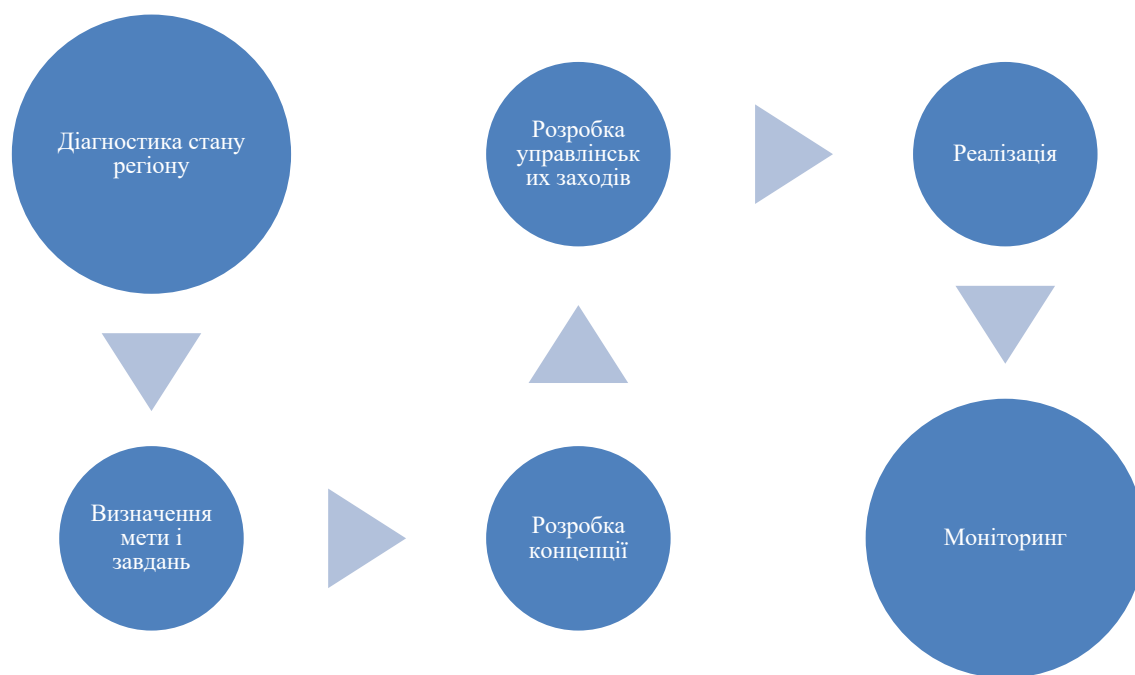 Діагностика стану
регіону
Визначення
мети і
завдань
Розробка
концепції
Розробка
управлінськ
их заходів
Реалізація
Моніторинг